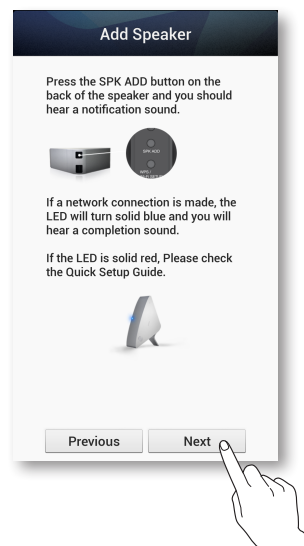 Add Speaker
Press the SPK ADD button on the
back of the speaker and you should
hear a notification sound.
SPK ADD
WPS /
If a network connection is made, the
LED will turn solid blue and you will
hear a completion sound.
If the LED is solid red, Please check
the Quick Setup Guide.
Previous
Next